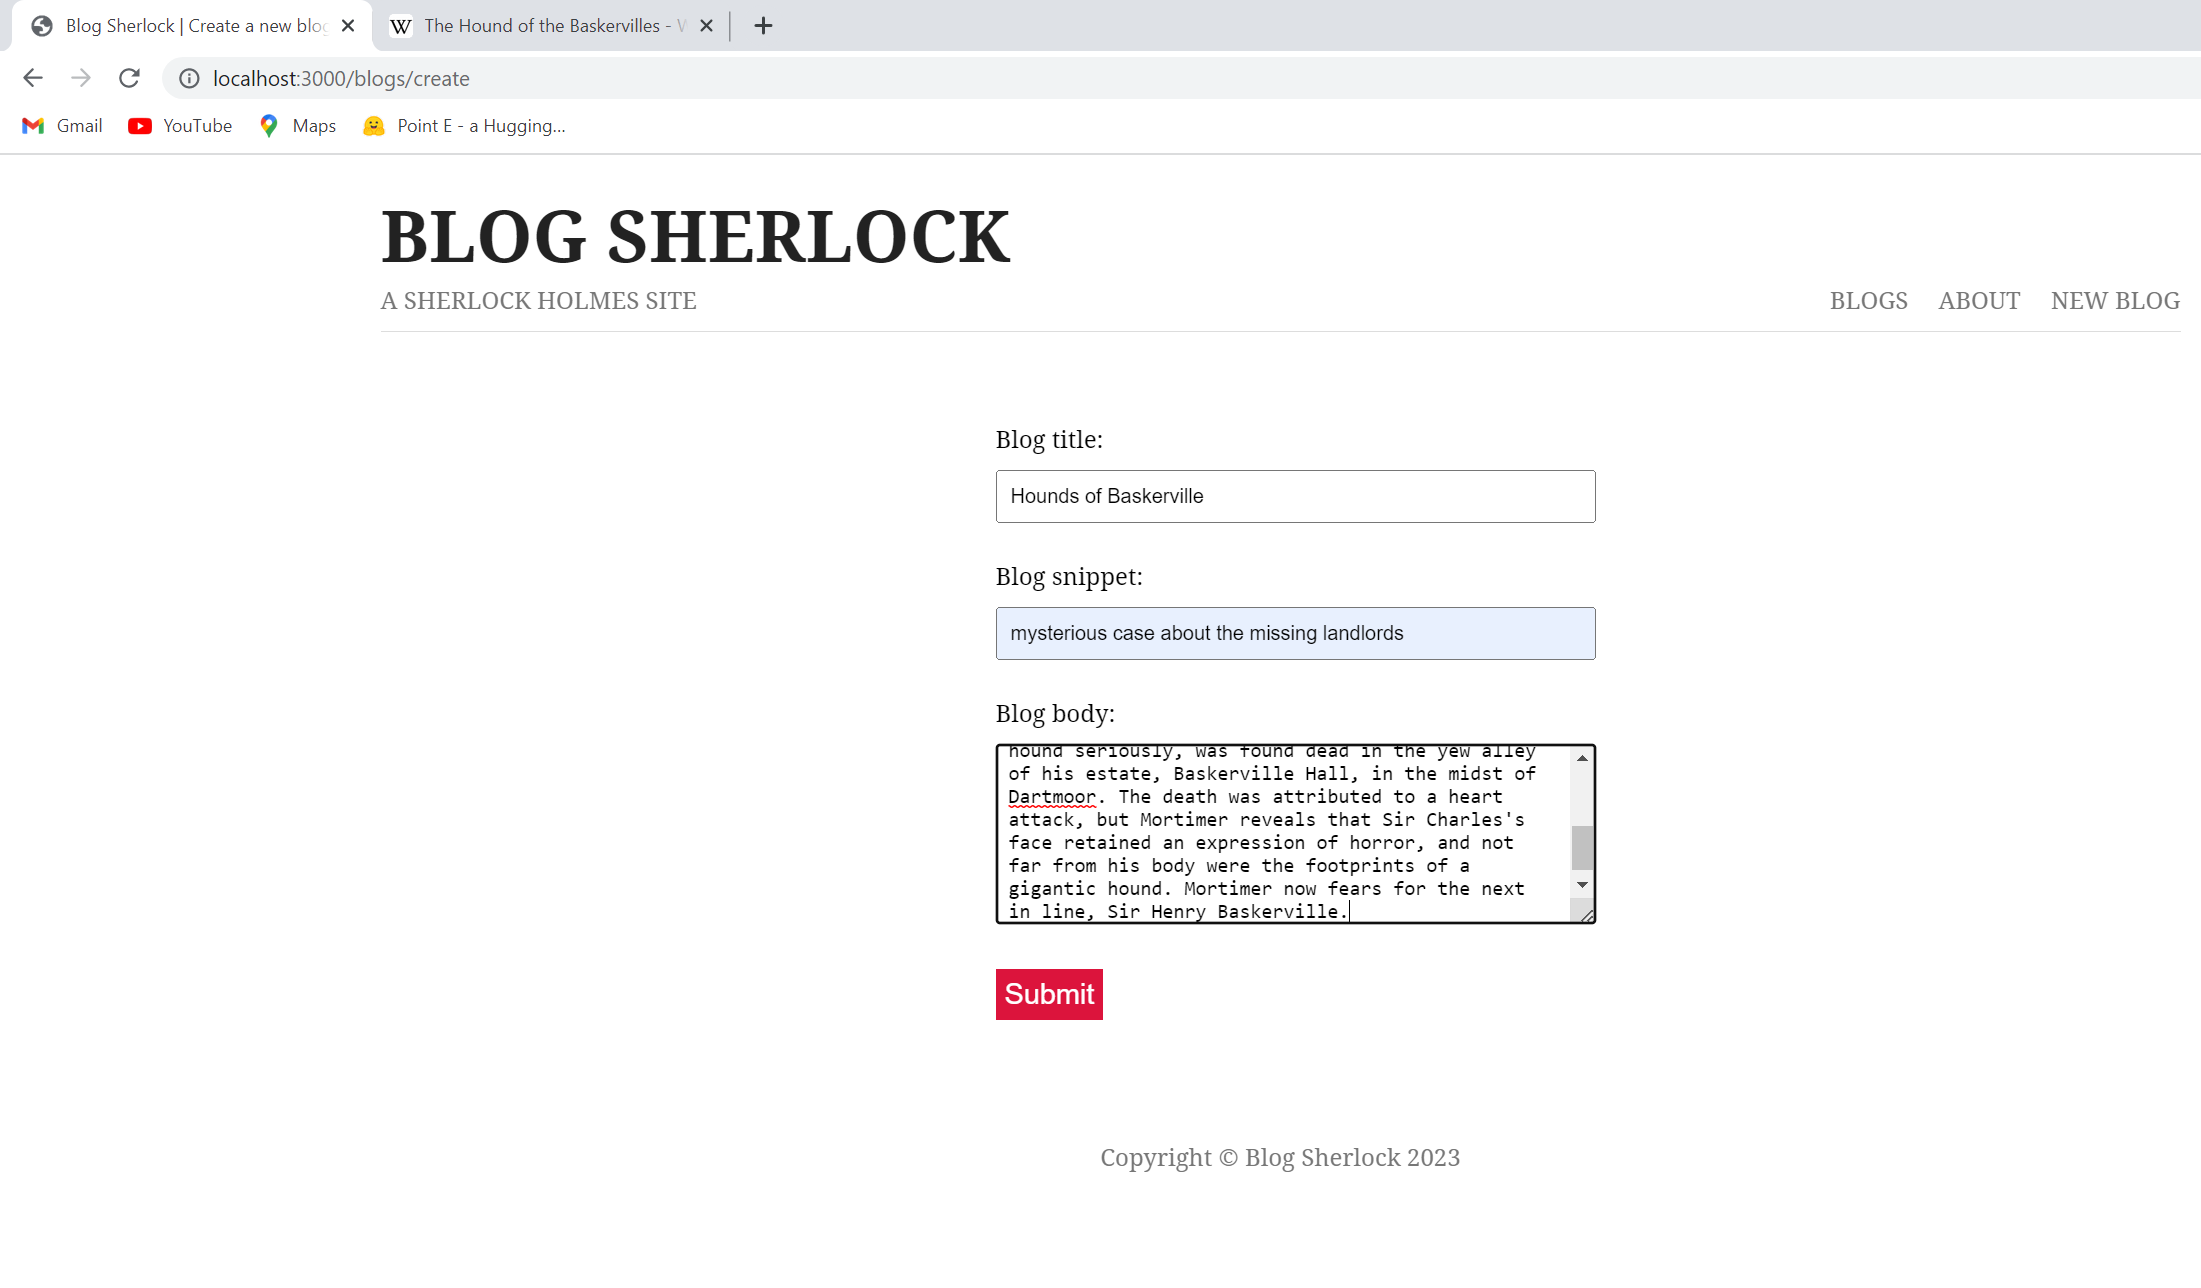 Blog Sherlock | Create a new blog
The Hound of the Baskervilles - W
localhost:3000/blogs/create
Gmail
YouTube
Maps
Point E - a Hugging...
BLOG SHERLOCK
A SHERLOCK HOLMES SITE
BLOGS
ABOUT
NEW BLOG
Blog title:
Hounds of Baskerville
Blog snippet:
mysterious case about the missing landlords
Blog body:
hound seriously, was found dead in the yew alley
of his estate, Baskerville Hall, in the midst of
Dartmoor. The death was attributed to a heart
attack, but Mortimer reveals that Sir Charles's
face retained an expression of horror, and not
far from his body were the footprints of a
gigantic hound. Mortimer now fears for the next
in line, Sir Henry Baskerville.
Submit
Copyright © Blog Sherlock 2023